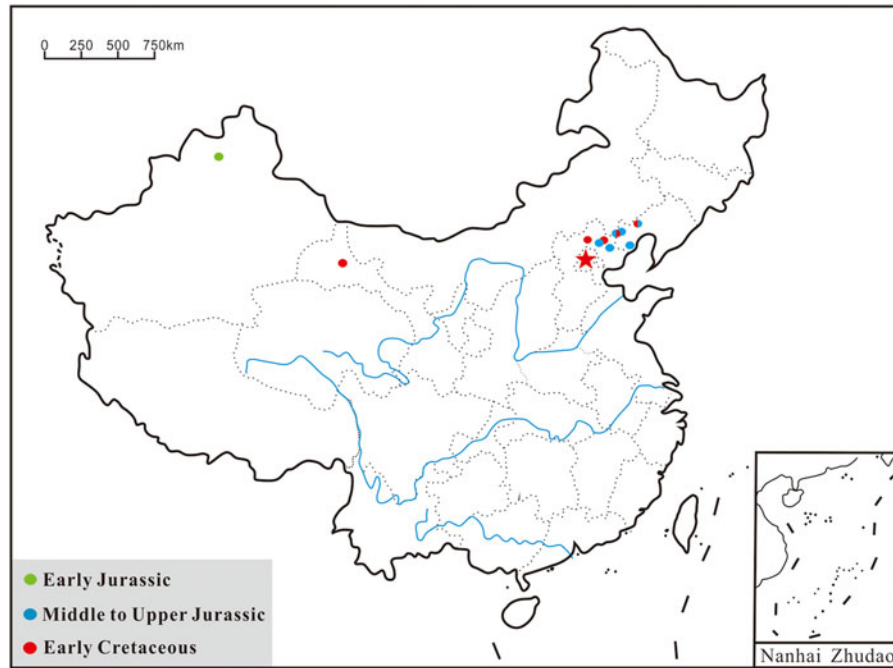 0 250 500 750km
Early Jurassic
Middle to Upper Jurassic
Early Cretaceous
Nanhai Zhudao